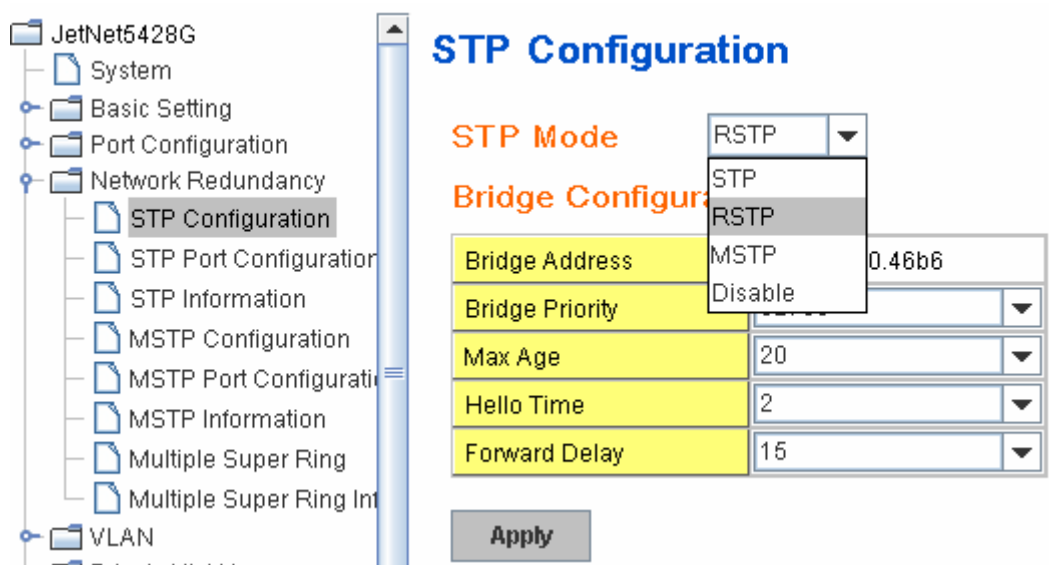 JetNet5428G
System
Basic Setting
Port Configuration
Network Redundancy
STP Configuration
STP Port Configuration
STP Information
MSTP Configuration
MSTP Port Configurati
MSTP Information
Multiple Super Ring
Multiple Super Ring Inf
VLAN
STP Configuration
STP Mode
RSTP
STP
RSTP
MSTP
Disable
Bridge Configura
Bridge Address 0.46b6
Bridge Priority
Max Age 20
Hello Time 2
Forward Delay 15
Apply